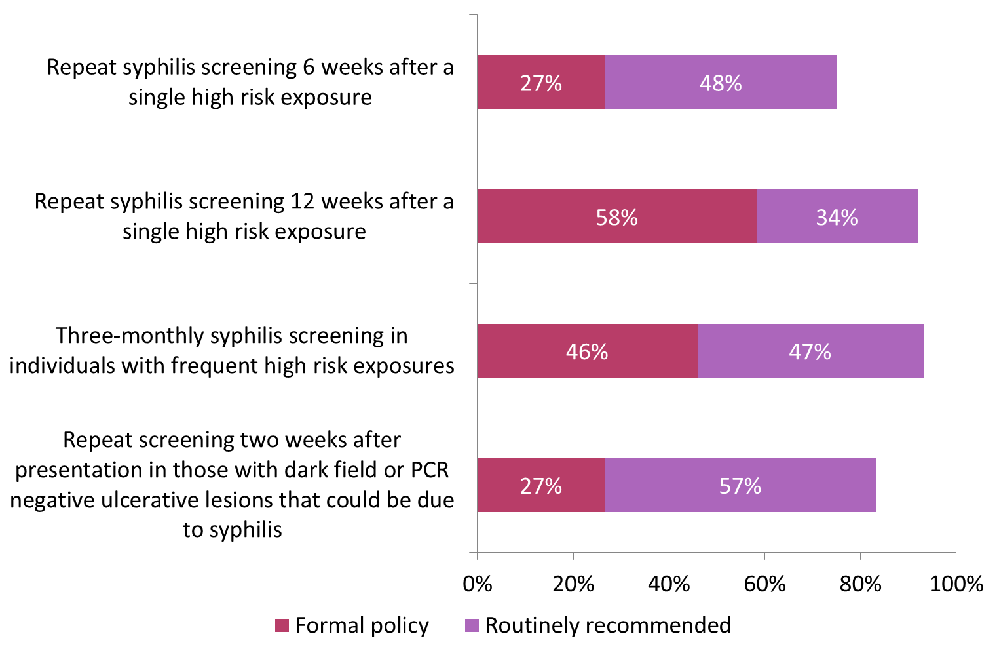 Repeat syphilis screening 6 weeks after a
single high risk exposure
27%
48%
Repeat syphilis screening 12 weeks after a
single high risk exposure
58%
34%
Three-monthly syphilis screening in
individuals with frequent high risk exposures
46%
47%
Repeat screening two weeks after
presentation in those with dark field or PCR
negative ulcerative lesions that could be due
to syphilis
27%
57%
0% 20% 40% 60% 80% 100%
Formal policy Routinely recommended